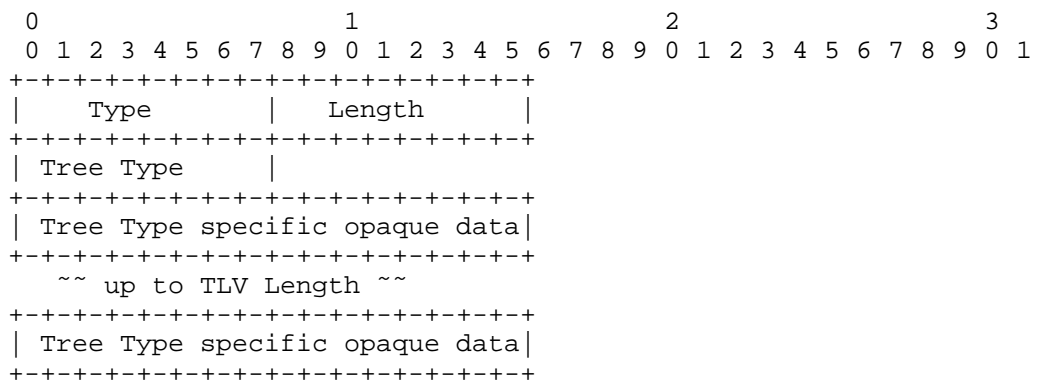 0                   1                   2                   3
 0 1 2 3 4 5 6 7 8 9 0 1 2 3 4 5 6 7 8 9 0 1 2 3 4 5 6 7 8 9 0 1
+-+-+-+-+-+-+-+-+-+-+-+-+-+-+-+-+
|    Type       |   Length      |
+-+-+-+-+-+-+-+-+-+-+-+-+-+-+-+-+
| Tree Type     |
+-+-+-+-+-+-+-+-+-+-+-+-+-+-+-+-+
| Tree Type specific opaque data|
+-+-+-+-+-+-+-+-+-+-+-+-+-+-+-+-+
   ~~ up to TLV Length ~~
+-+-+-+-+-+-+-+-+-+-+-+-+-+-+-+-+
| Tree Type specific opaque data|
+-+-+-+-+-+-+-+-+-+-+-+-+-+-+-+-+